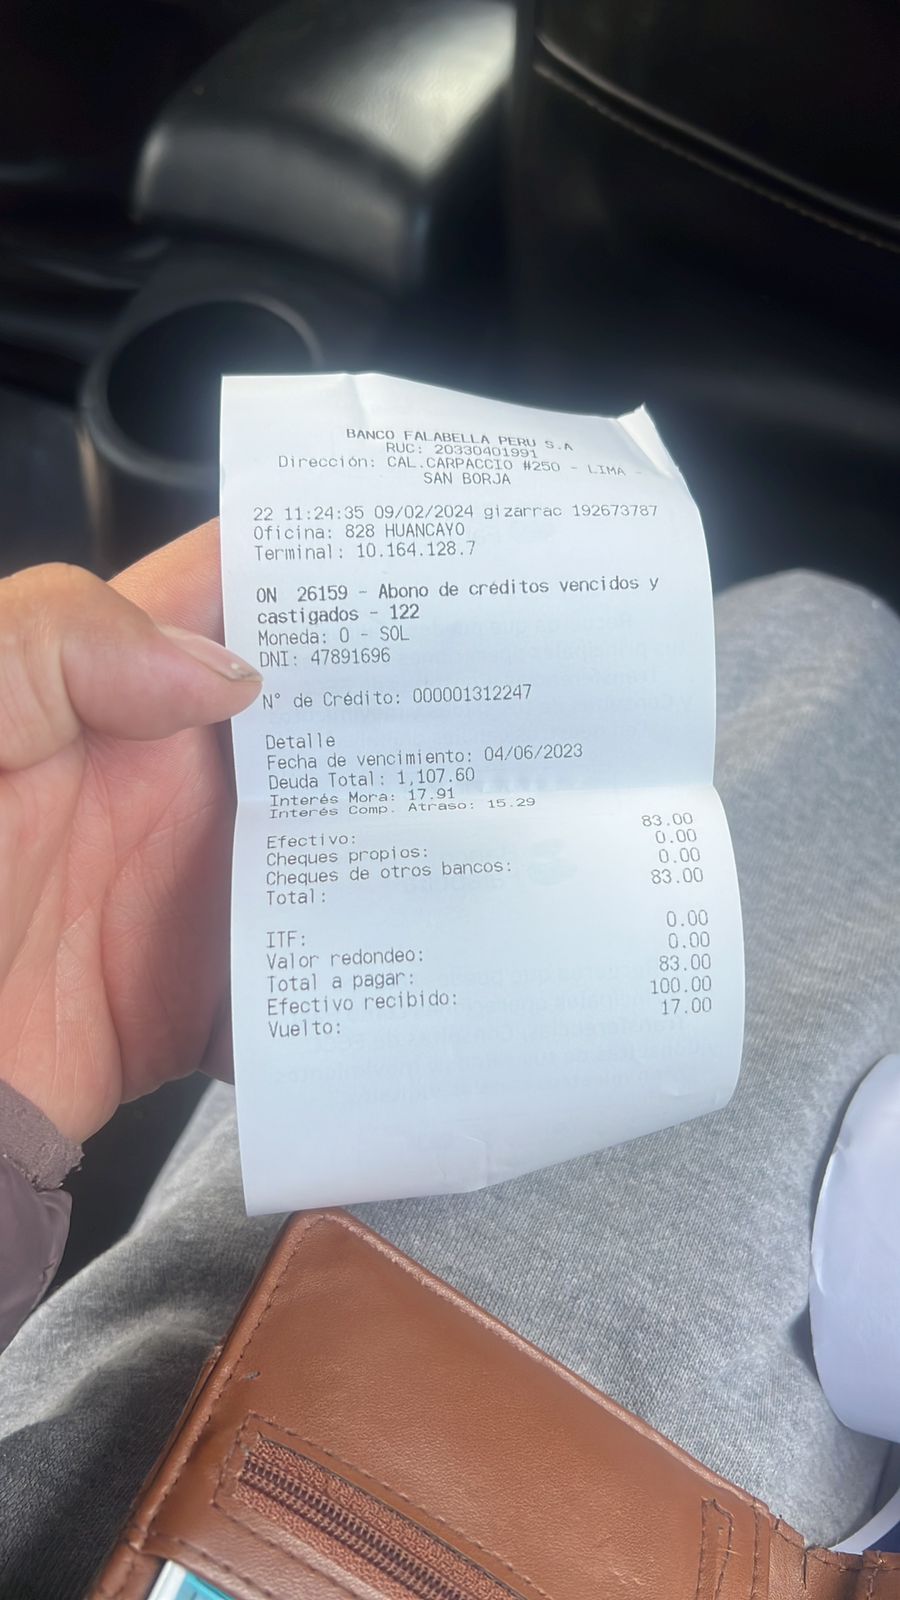 BANCO FALABELLA PERU S.A
RUC: 20330401991
Dirección: CAL.CARPACCIO #250 - LIMA -
SAN BORJA
22 11:24:35 09/02/2024 gizarrac 192673787
Oficina: 828 HUANCAYO
Terminal: 10.164.128.7
ON 26159 - Abono de créditos vencidos y
castigados - 122
Moneda: 0 - SOL
DNI: 47891696
N° de Crédito: 000001312247
Detalle
Fecha de vencimiento: 04/06/2023
Deuda Total: 1,107.60
Interés Mora: 17.91
Interés Comp. Atraso: 15.29
Efectivo: 83.00
Cheques propios: 0.00
Cheques de otros bancos: 0.00
Total: 83.00
ITF: 0.00
Valor redondeo: 0.00
Total a pagar: 83.00
Efectivo recibido: 100.00
Vuelto: 17.00